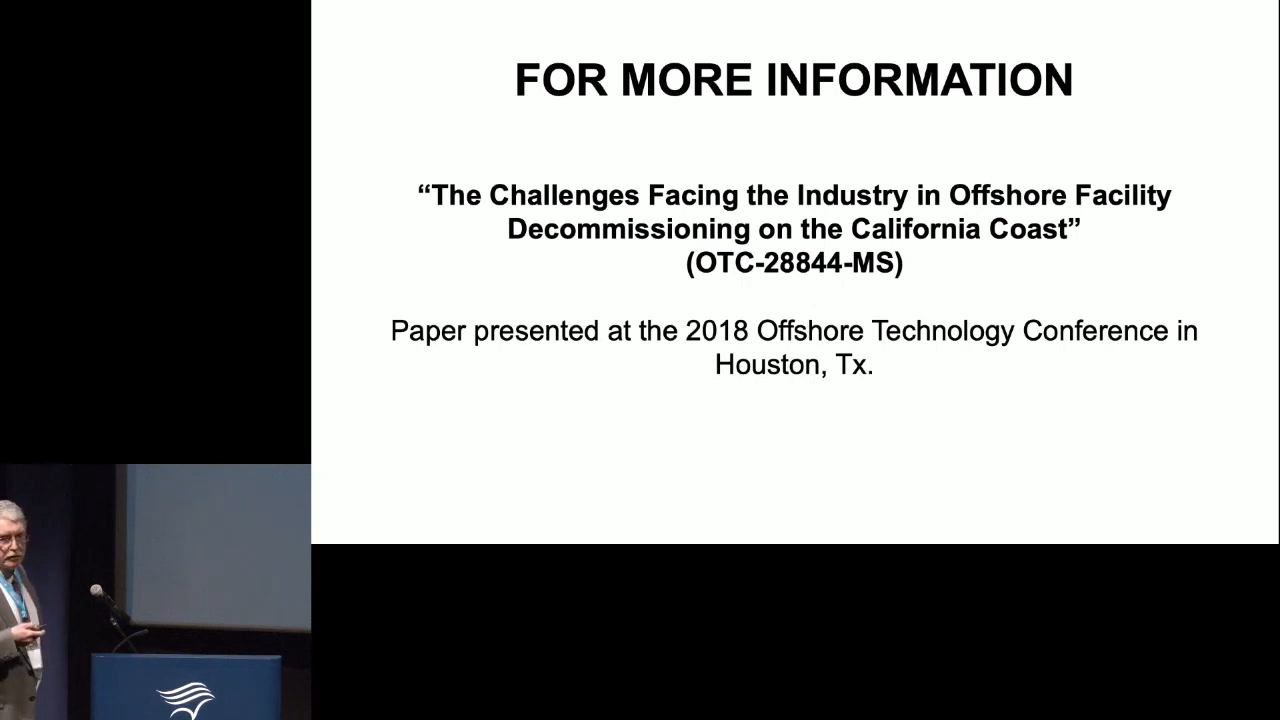 FOR MORE INFORMATION
“The Challenges Facing the Industry in Offshore Facility
Decommissioning on the California Coast”
(OTC-28844-MS)
Paper presented at the 2018 Offshore Technology Conference in
Houston, Tx.